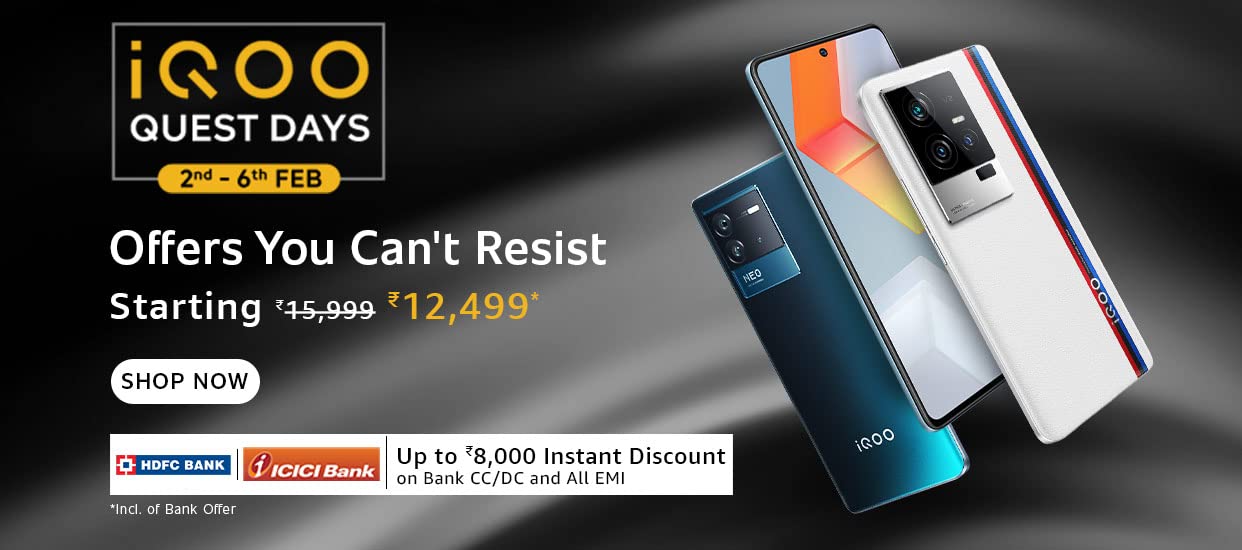 iQOO
QUEST DAYS
2nd - 6th FEB
Offers You Can't Resist
Starting ₹15,999 ₹12,499*
SHOP NOW
HDFC BANK
ICICI Bank
Up to ₹8,000 Instant Discount
on Bank CC/DC and All EMI
*Incl. of Bank Offer
NEO
iQOO
iQOO